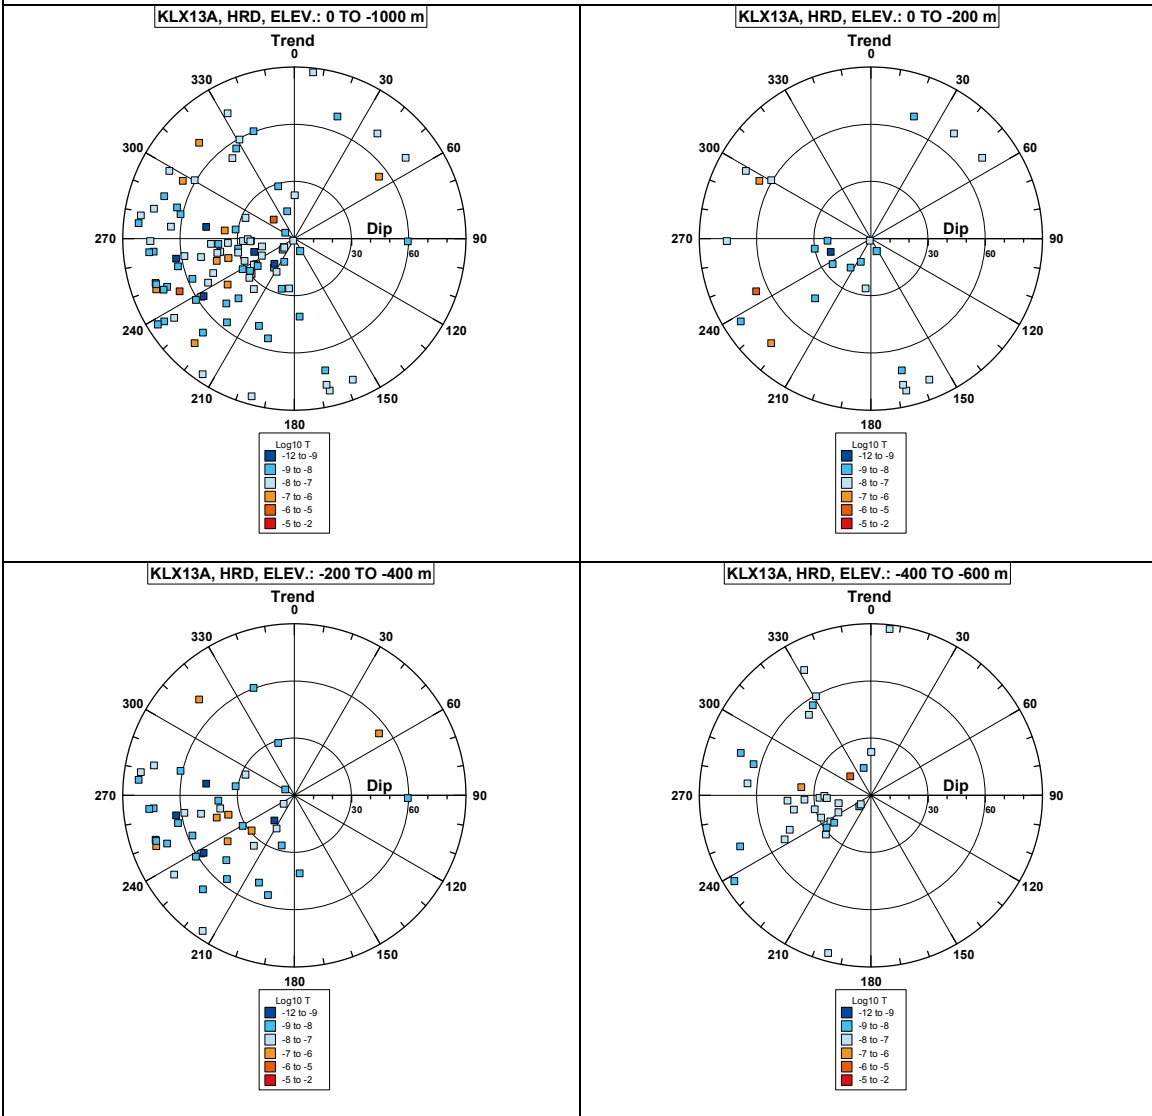 KLX13A, HRD, ELEV.: 0 TO -1000 m
Trend
0
330
30
300
60
Dip
270
30
60
90
240
120
210
150
180
Log10 T
-12 to -9
-9 to -8
-8 to -7
-7 to -6
-6 to -5
-5 to -2
KLX13A, HRD, ELEV.: 0 TO -200 m
Trend
0
330
30
300
60
Dip
270
30
60
90
240
120
210
150
180
Log10 T
-12 to -9
-9 to -8
-8 to -7
-7 to -6
-6 to -5
-5 to -2
KLX13A, HRD, ELEV.: -200 TO -400 m
Trend
0
330
30
300
60
Dip
270
30
60
90
240
120
210
150
180
Log10 T
-12 to -9
-9 to -8
-8 to -7
-7 to -6
-6 to -5
-5 to -2
KLX13A, HRD, ELEV.: -400 TO -600 m
Trend
0
330
30
300
60
Dip
270
30
60
90
240
120
210
150
180
Log10 T
-12 to -9
-9 to -8
-8 to -7
-7 to -6
-6 to -5
-5 to -2